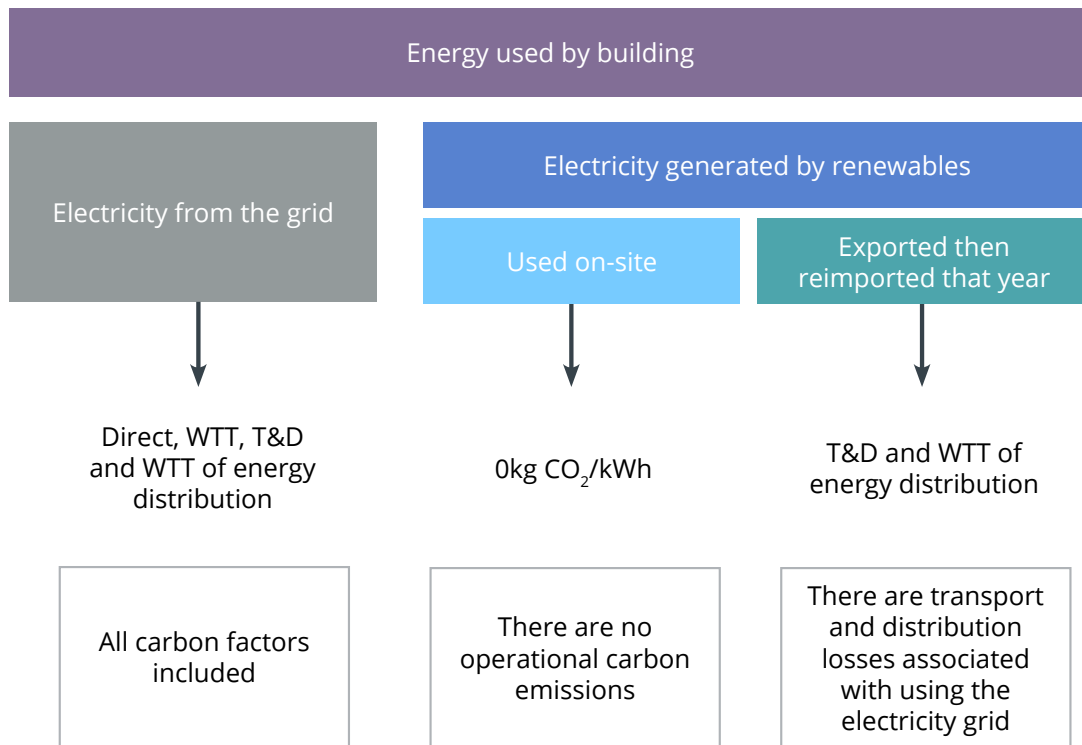 Energy used by building
Electricity from the grid
Electricity generated by renewables
Used on-site
Exported then
reimported that year
Direct, WTT, T&D
and WTT of energy
distribution
0kg CO₂/kWh
T&D and WTT of
energy distribution
All carbon factors
included
There are no
operational carbon
emissions
There are transport
and distribution
losses associated
with using the
electricity grid